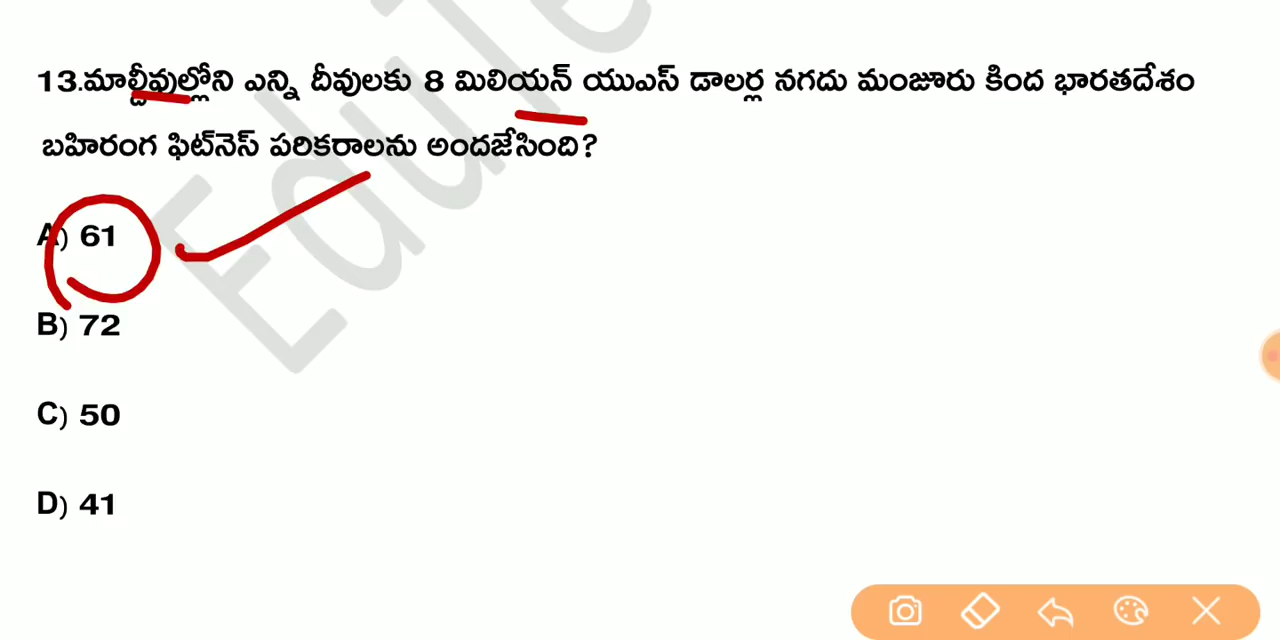 13.మాల్దీవుల్లోని ఎన్ని దీవులకు 8 మిలియన్ యుఎస్ డాలర్ల నగదు మంజూరు కింద భారతదేశం
బహిరంగ ఫిట్‌నెస్ పరికరాలను అందజేసింది?
A) 61
B) 72
C) 50
D) 41